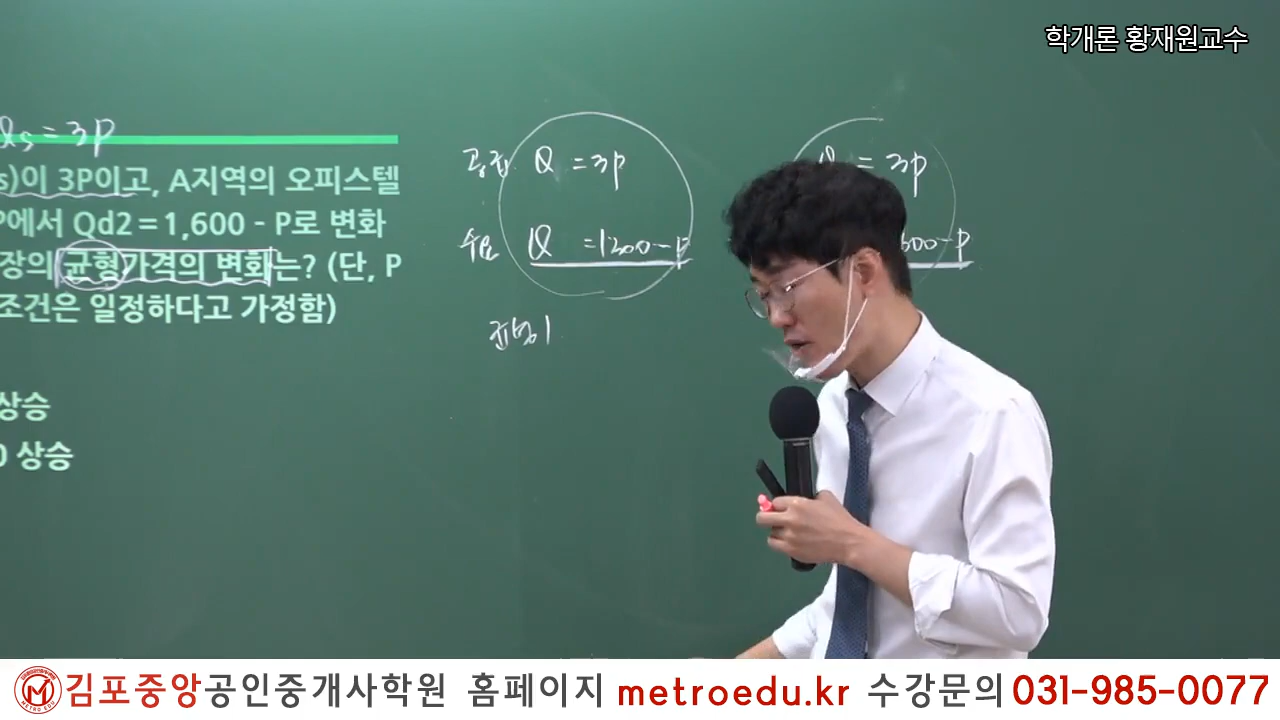 학개론 황재원교수
Qs=3P
s)이 3P이고, A지역의 오피스텔
P에서 Qd2=1,600 - P로 변화
장의 균형가격의 변화는? (단, P
조건은 일정하다고 가정함)
상승
0 상승
공급 Q =3P
수요 Q =1200-P
균형1
Q = 3P
600-P
김포중앙공인중개사학원 홈페이지 metroedu.kr 수강문의 031-985-0077